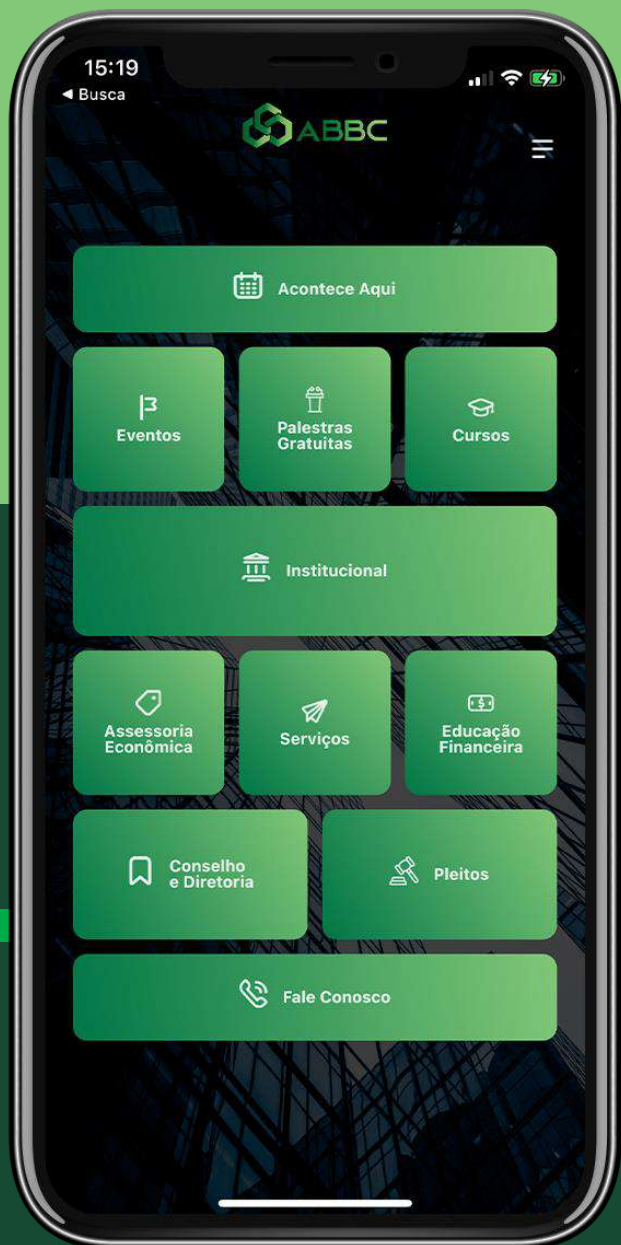 15:19
◀ Busca
ABBC
Acontece Aqui
Eventos
Palestras
Gratuitas
Cursos
Institucional
Assessoria
Econômica
Serviços
Educação
Financeira
Conselho
e Diretoria
Pleitos
Fale Conosco